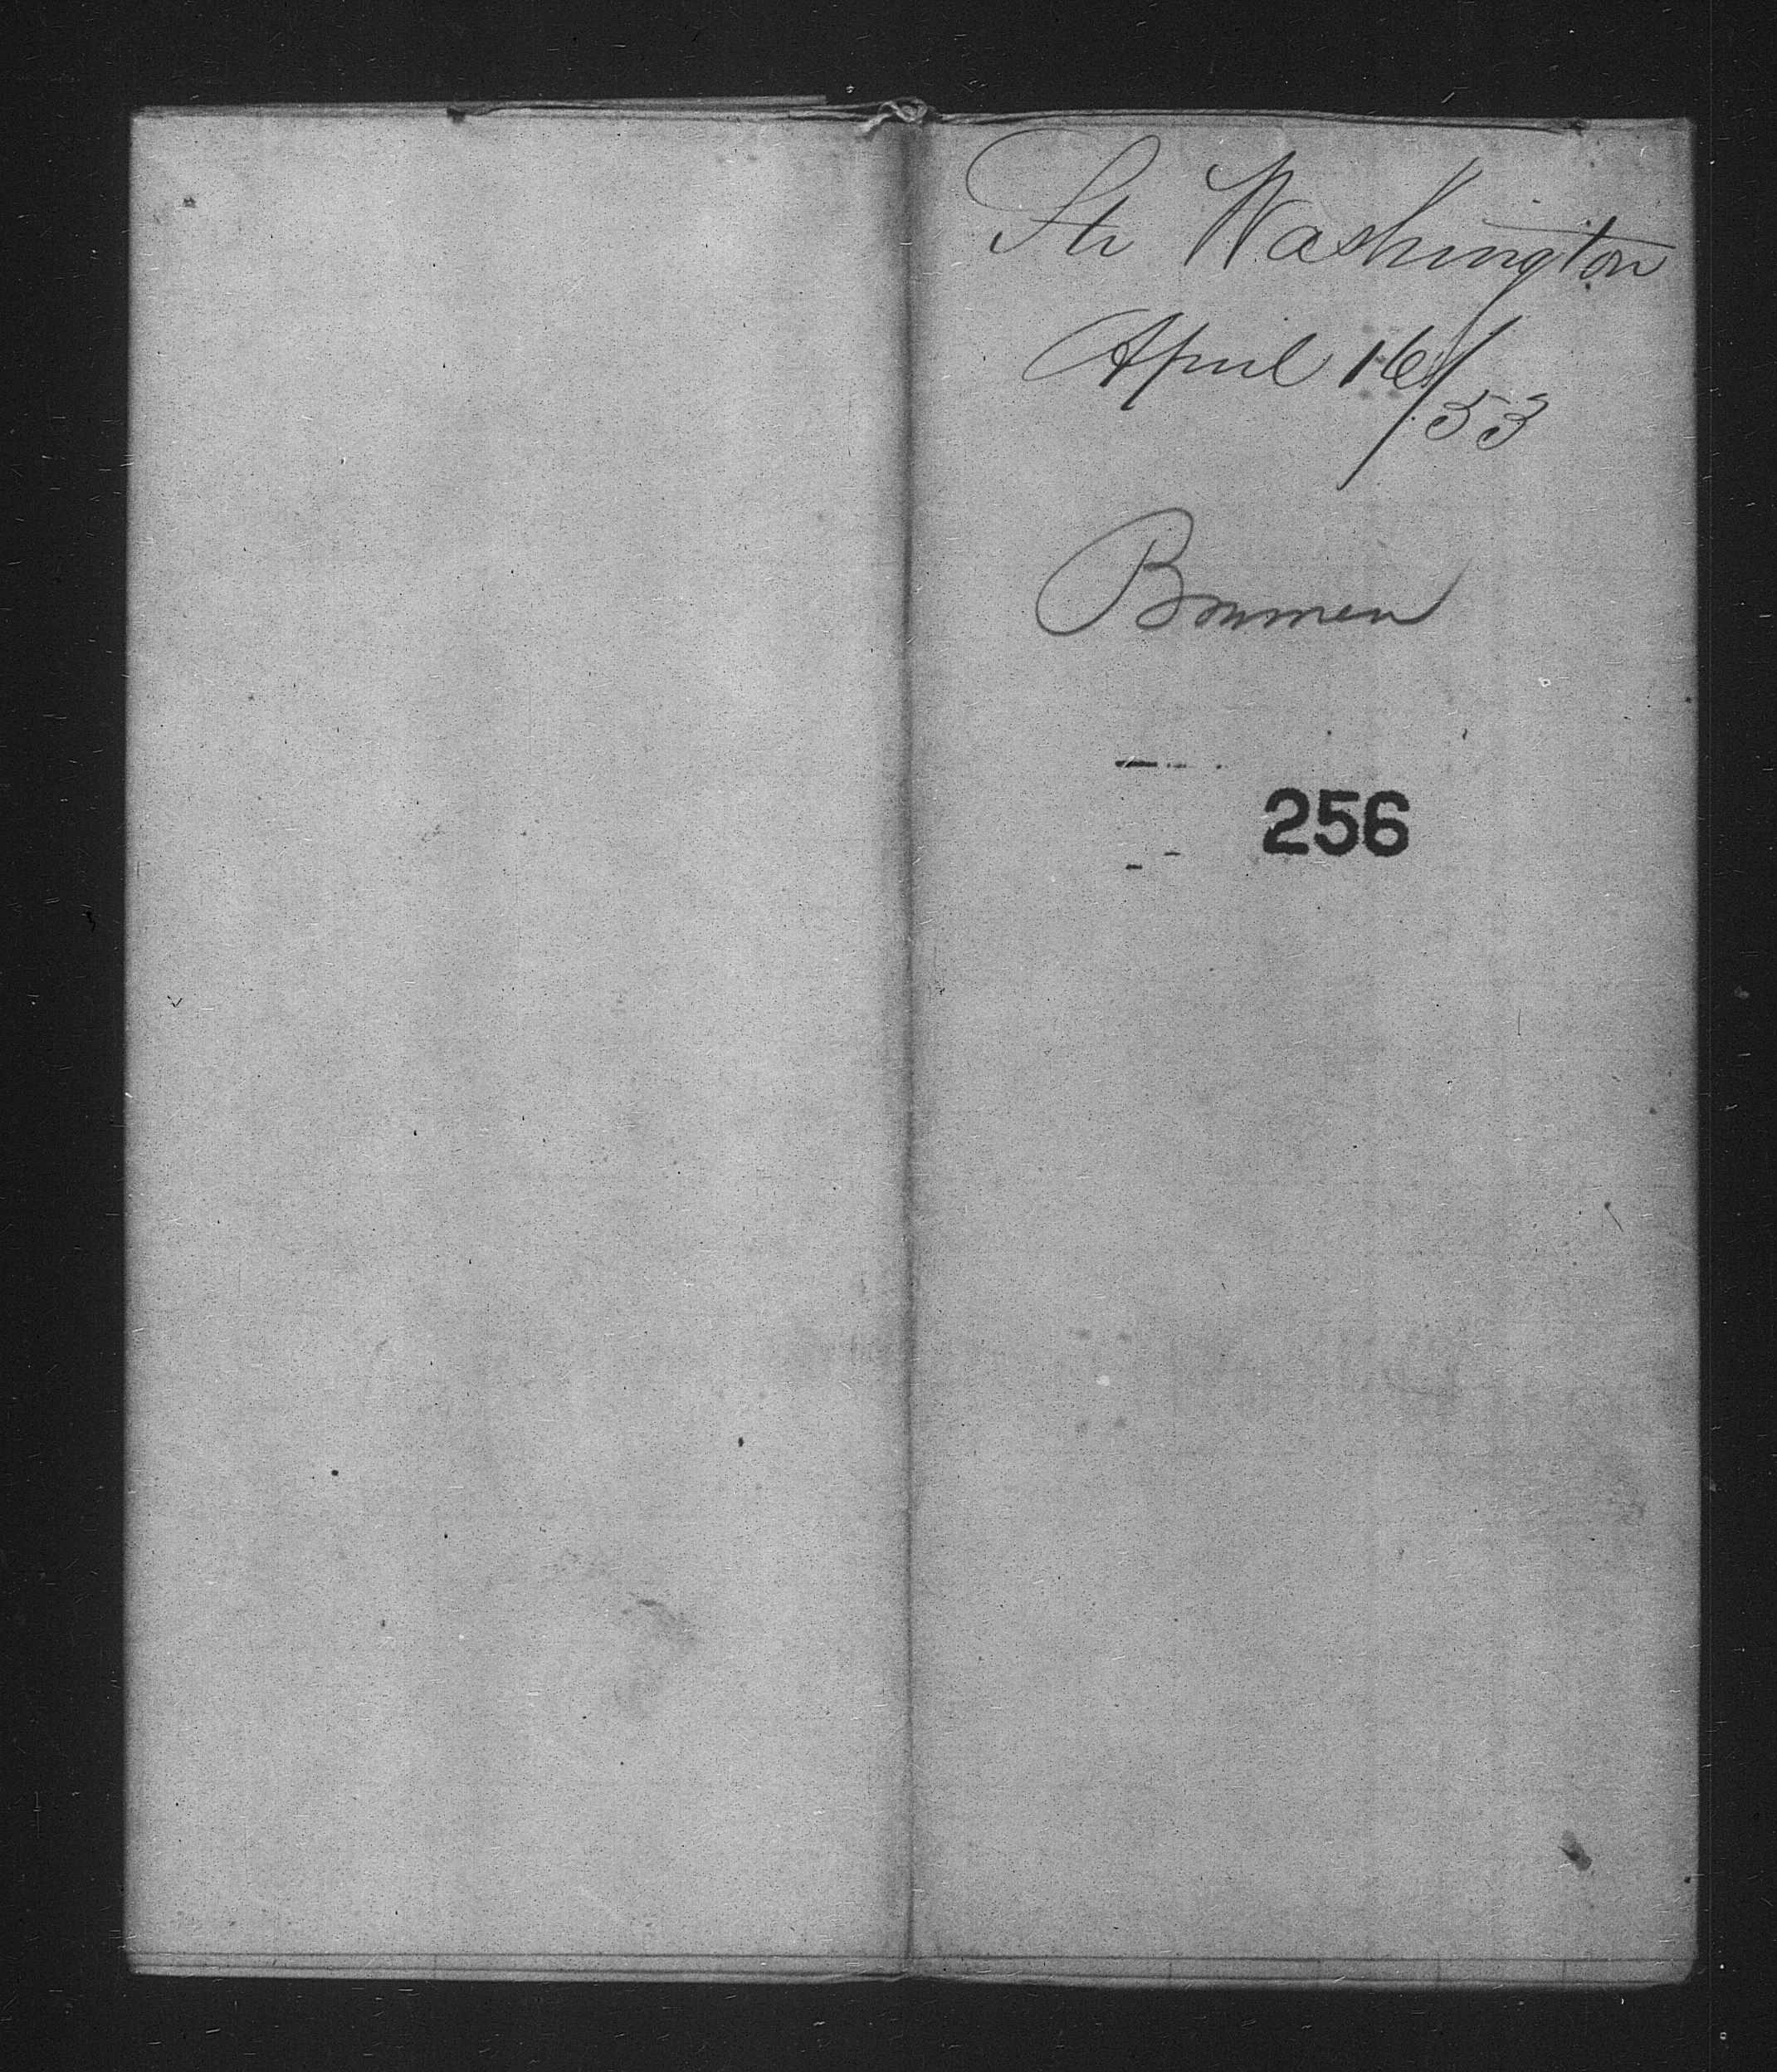 Str Washington
April 16/53
Bremen
256